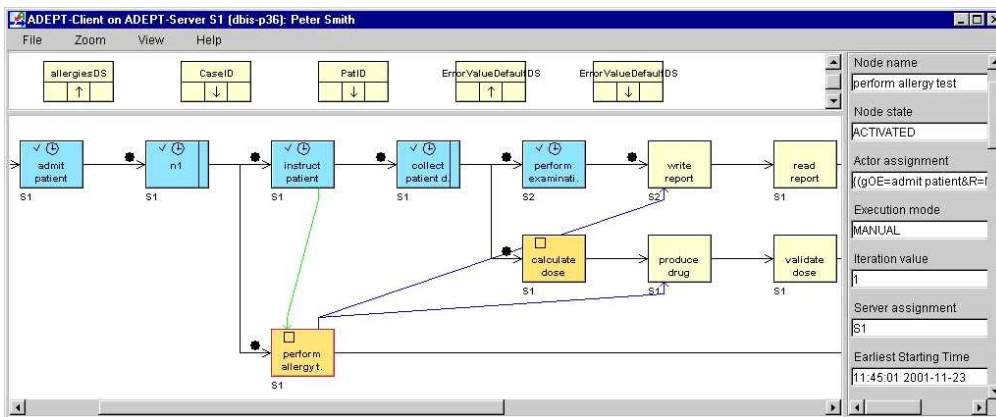 ADEPT-Client on ADEPT-Server S1 (dbis-p36): Peter Smith
File Zoom View Help
allergiesDS
CaseID
PatID
ErrorValueDefaultDS
ErrorValueDefaultDS
admit
patient
S1
n1
S1
instruct
patient
S1
collect
patient d.
S1
perform
examinati.
S2
write
report
S2
read
report
S1
calculate
dose
S1
produce
drug
S1
validate
dose
S1
perform
allergy t.
S1
Node name
perform allergy test
Node state
ACTIVATED
Actor assignment
((gOE=admit patient&R=
Execution mode
MANUAL
Iteration value
1
Server assignment
S1
Earliest Starting Time
11:45:01 2001-11-23